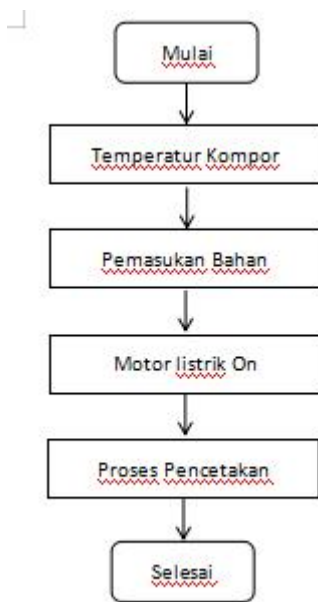 Mulai
Temperatur Kompor
Pemasukan Bahan
Motor listrik On
Proses Pencetakan
Selesai